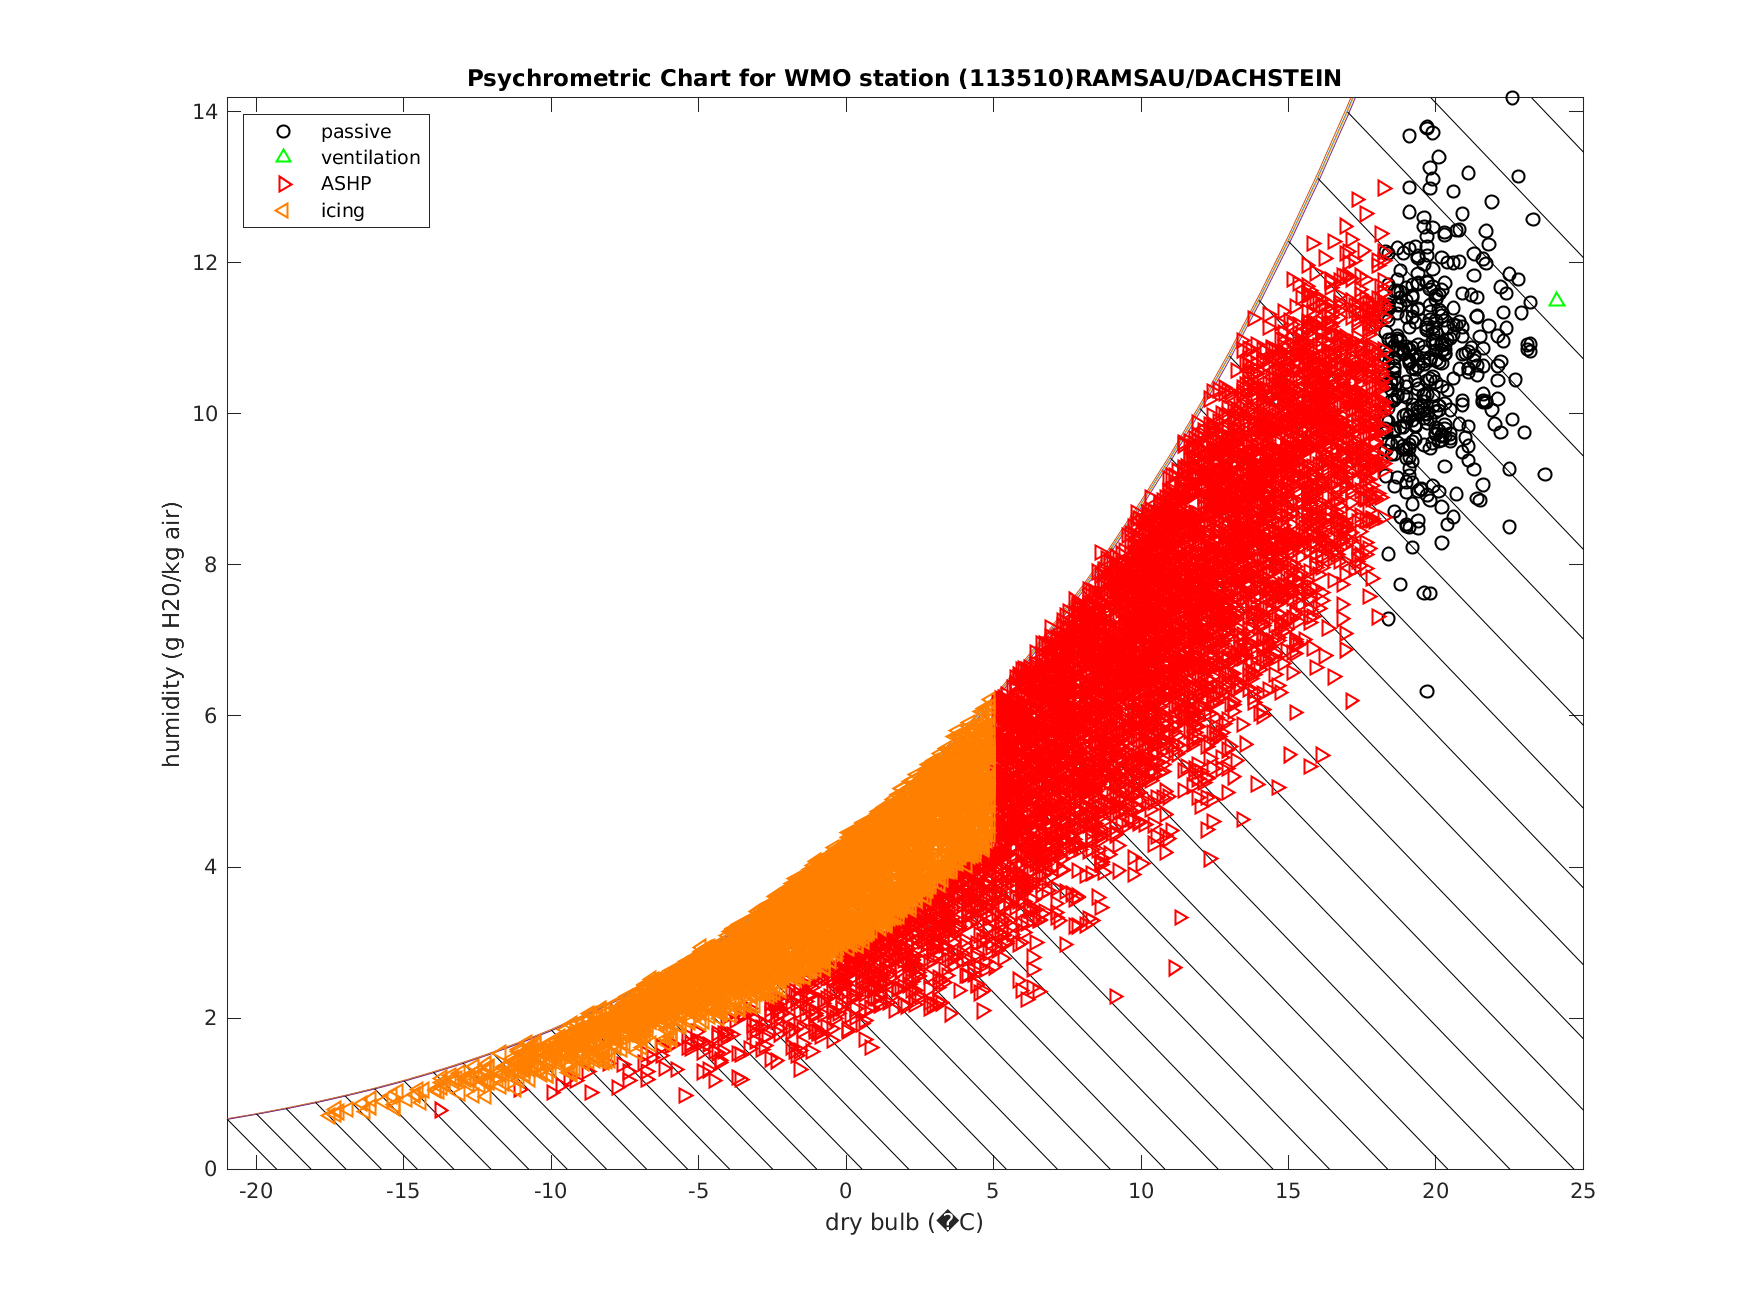 Psychrometric Chart for WMO station (113510)RAMSAU/DACHSTEIN
passive
ventilation
ASHP
icing
humidity (g H20/kg air)
14
12
10
8
6
4
2
0
-20 -15 -10 -5 0 5 10 15 20 25
dry bulb (�C)